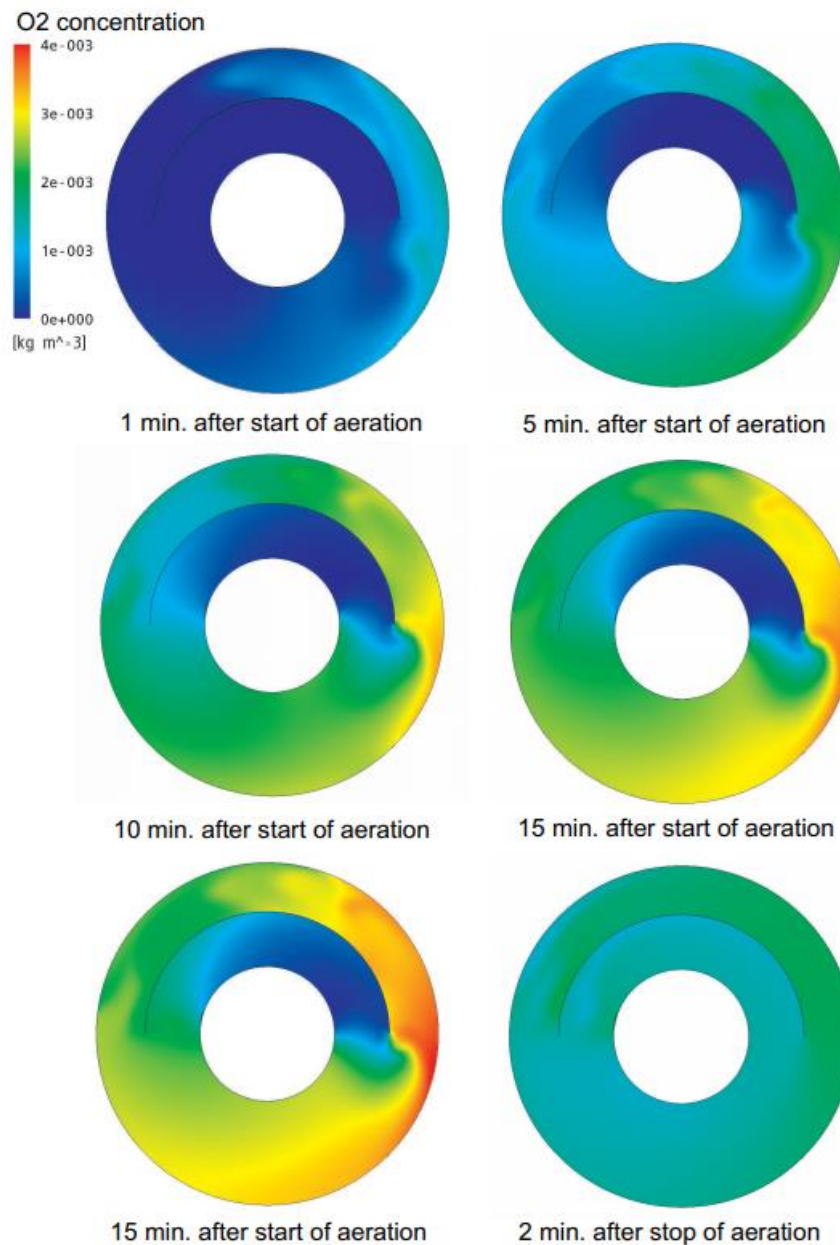 O2 concentration
4e-003
3e-003
2e-003
1e-003
0e+000
[kg m^-3]
1 min. after start of aeration
5 min. after start of aeration
10 min. after start of aeration
15 min. after start of aeration
15 min. after start of aeration
2 min. after stop of aeration